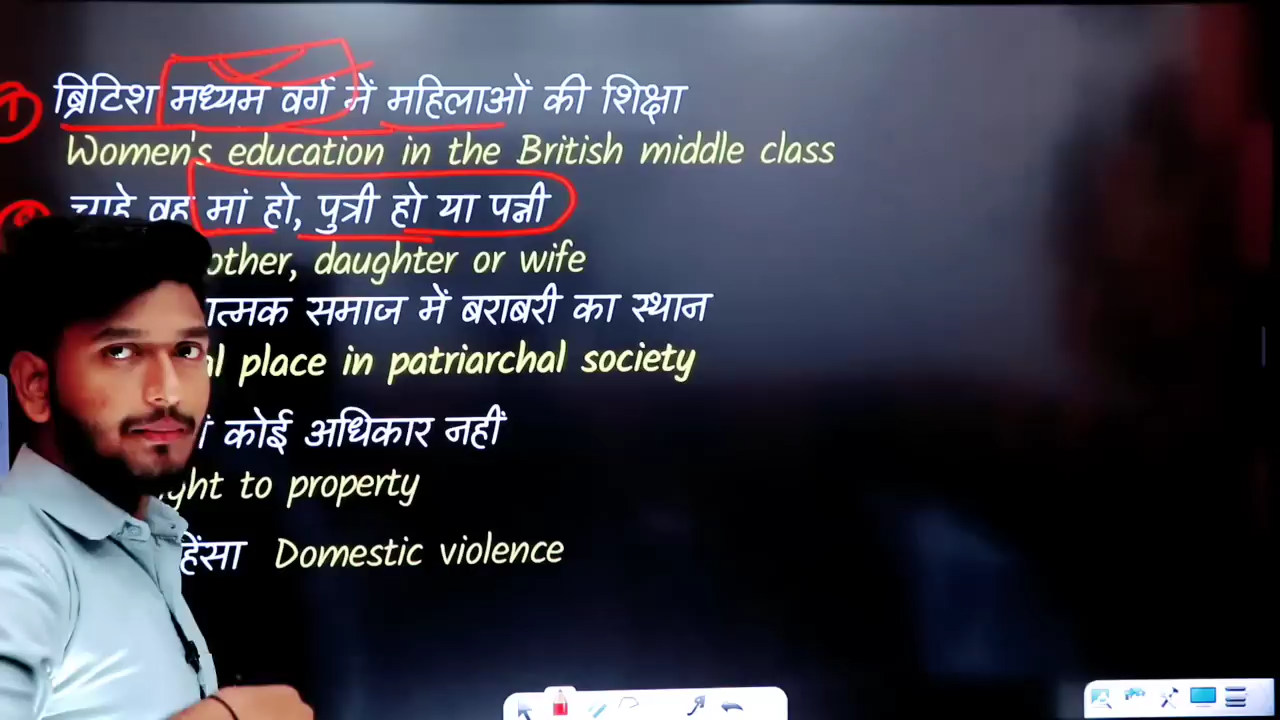 ब्रिटिश मध्यम वर्ग में महिलाओं की शिक्षा
Women's education in the British middle class
चाहे वह मां हो, पुत्री हो या पत्नी
other, daughter or wife
समाज में बराबरी का स्थान
place in patriarchal society
कोई अधिकार नहीं
to property
हिंसा Domestic violence